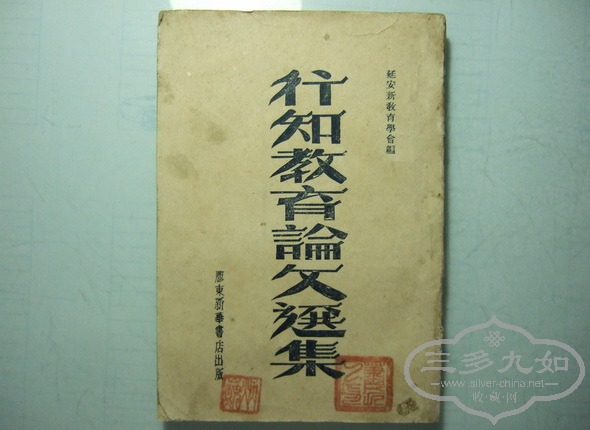 延安新教育學會編
行知教育論文選集
膠東新華書店出版
三多九如
—www.silver-china.net—
·收·藏·网·